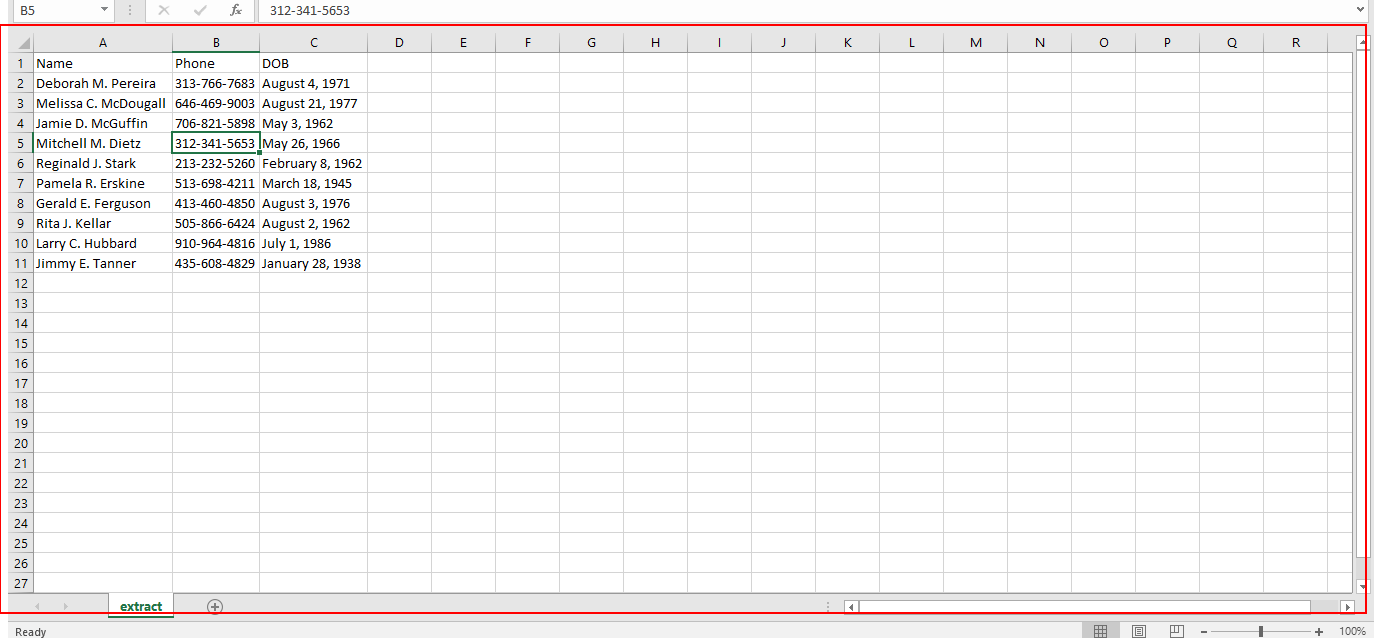 B5 fx 312-341-5653
A B C D E F G H I J K L M N O P Q R
1 Name Phone DOB
2 Deborah M. Pereira 313-766-7683 August 4, 1971
3 Melissa C. McDougall 646-469-9003 August 21, 1977
4 Jamie D. McGuffin 706-821-5898 May 3, 1962
5 Mitchell M. Dietz 312-341-5653 May 26, 1966
6 Reginald J. Stark 213-232-5260 February 8, 1962
7 Pamela R. Erskine 513-698-4211 March 18, 1945
8 Gerald E. Ferguson 413-460-4850 August 3, 1976
9 Rita J. Kellar 505-866-6424 August 2, 1962
10 Larry C. Hubbard 910-964-4816 July 1, 1986
11 Jimmy E. Tanner 435-608-4829 January 28, 1938
12
13
14
15
16
17
18
19
20
21
22
23
24
25
26
27
extract
Ready 100%